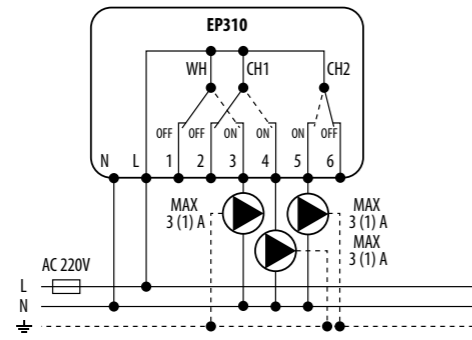 EP310
WH CH1 CH2
OFF OFF ON ON ON OFF
N L 1 2 3 4 5 6
MAX
3 (1) A
MAX
3 (1) A
MAX
3 (1) A
AC 220V
L
N